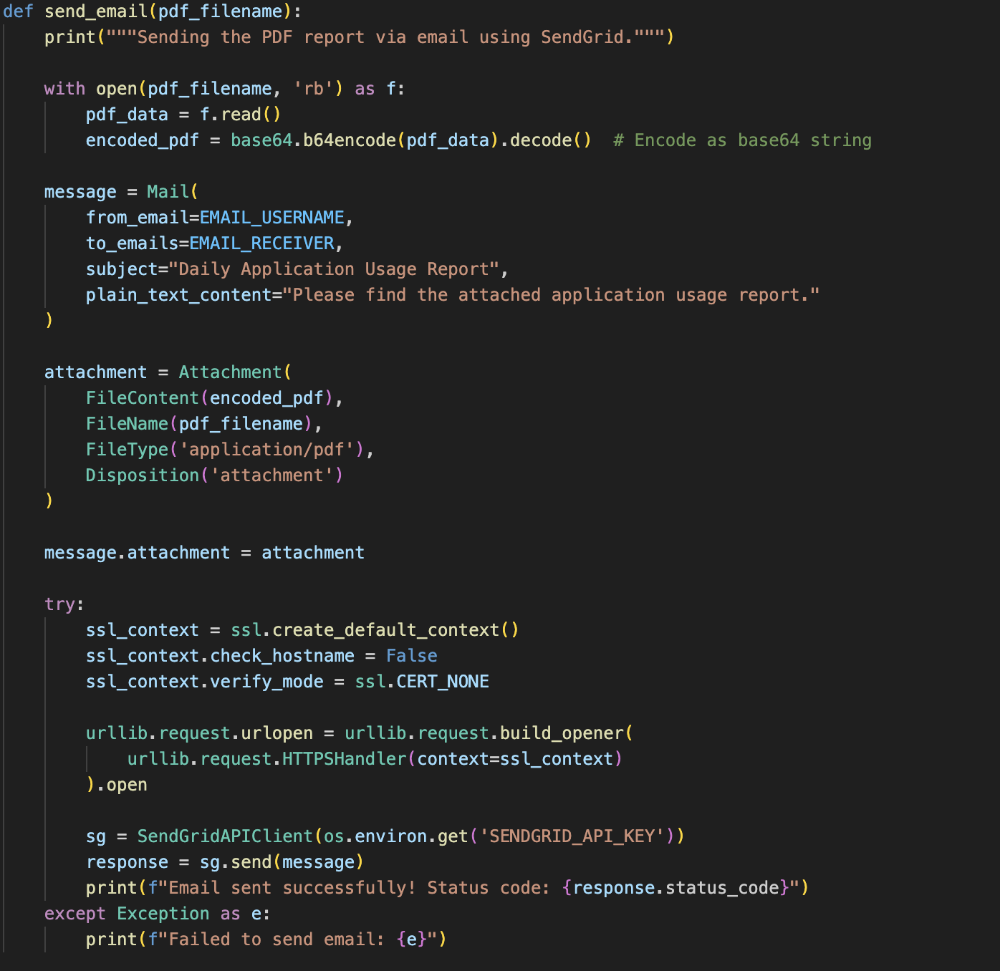 def send_email(pdf_filename):
    print("""Sending the PDF report via email using SendGrid.""")
    with open(pdf_filename, 'rb') as f:
        pdf_data = f.read()
        encoded_pdf = base64.b64encode(pdf_data).decode()  # Encode as base64 string
    message = Mail(
        from_email=EMAIL_USERNAME,
        to_emails=EMAIL_RECEIVER,
        subject="Daily Application Usage Report",
        plain_text_content="Please find the attached application usage report."
    )
    attachment = Attachment(
        FileContent(encoded_pdf),
        FileName(pdf_filename),
        FileType('application/pdf'),
        Disposition('attachment')
    )
    message.attachment = attachment
    try:
        ssl_context = ssl.create_default_context()
        ssl_context.check_hostname = False
        ssl_context.verify_mode = ssl.CERT_NONE
        urllib.request.urlopen = urllib.request.build_opener(
            urllib.request.HTTPSHandler(context=ssl_context)
        ).open
        sg = SendGridAPIClient(os.environ.get('SENDGRID_API_KEY'))
        response = sg.send(message)
        print(f"Email sent successfully! Status code: {response.status_code}")
    except Exception as e:
        print(f"Failed to send email: {e}")